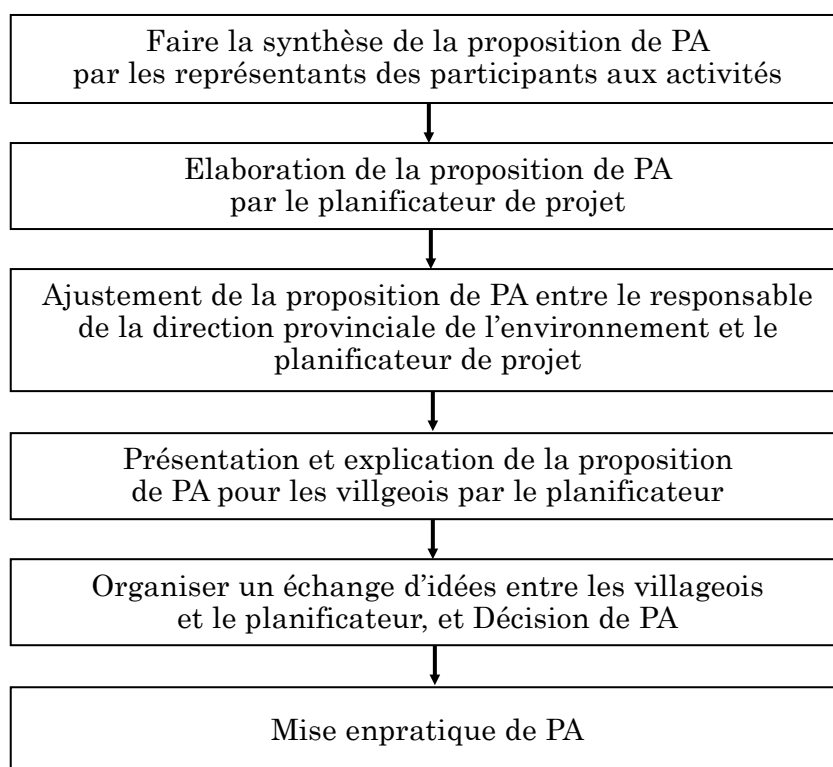 Faire la synthèse de la proposition de PA
par les représentants des participants aux activités
Elaboration de la proposition de PA
par le planificateur de projet
Ajustement de la proposition de PA entre le responsable
de la direction provinciale de l'environnement et le
planificateur de projet
Présentation et explication de la proposition
de PA pour les villgeois par le planificateur
Organiser un échange d'idées entre les villageois
et le planificateur, et Décision de PA
Mise enpratique de PA